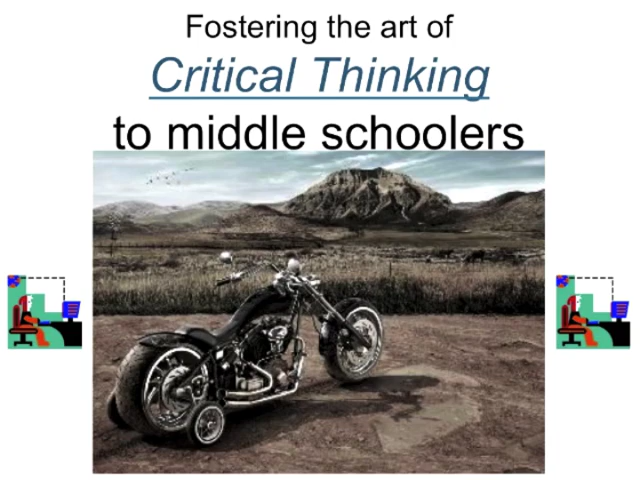 Fostering the art of
Critical Thinking
to middle schoolers